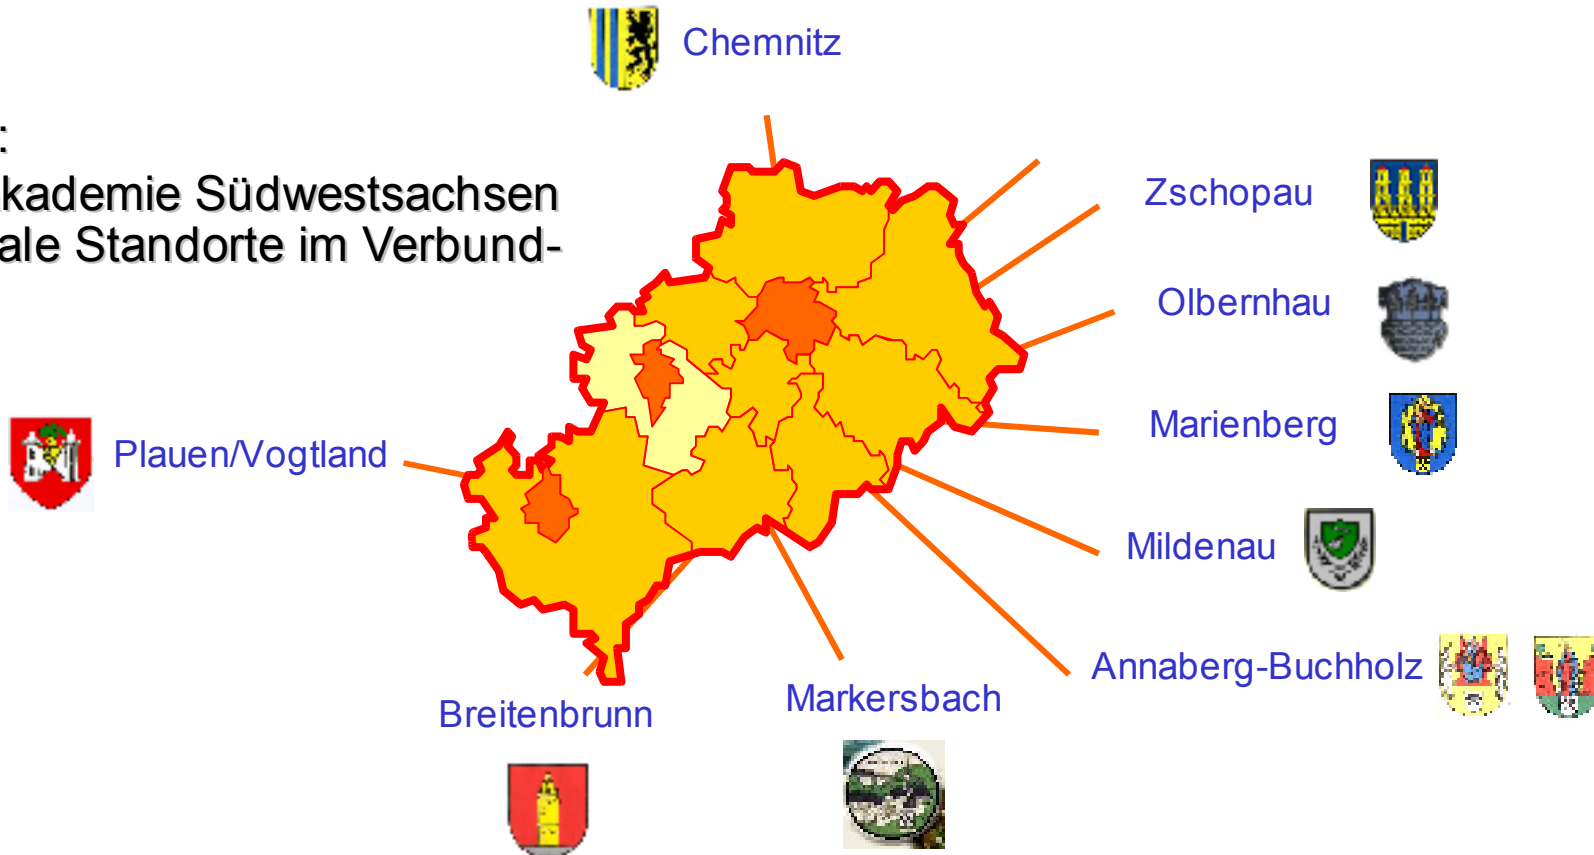 Chemnitz
:
kademie Südwestsachsen
ale Standorte im Verbund-
Zschopau
Olbernhau
Marienberg
Plauen/Vogtland
Mildenau
Annaberg-Buchholz
Markersbach
Breitenbrunn